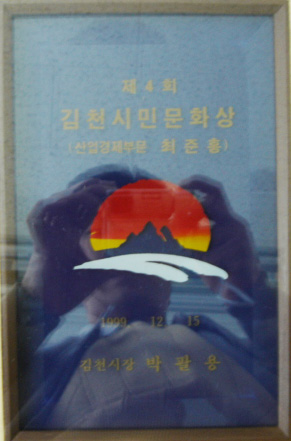 제 4 회
김천시민문화상
(산업경제부문 최 준 홍)
1999. 12. 15
김천시장 박 팔 용